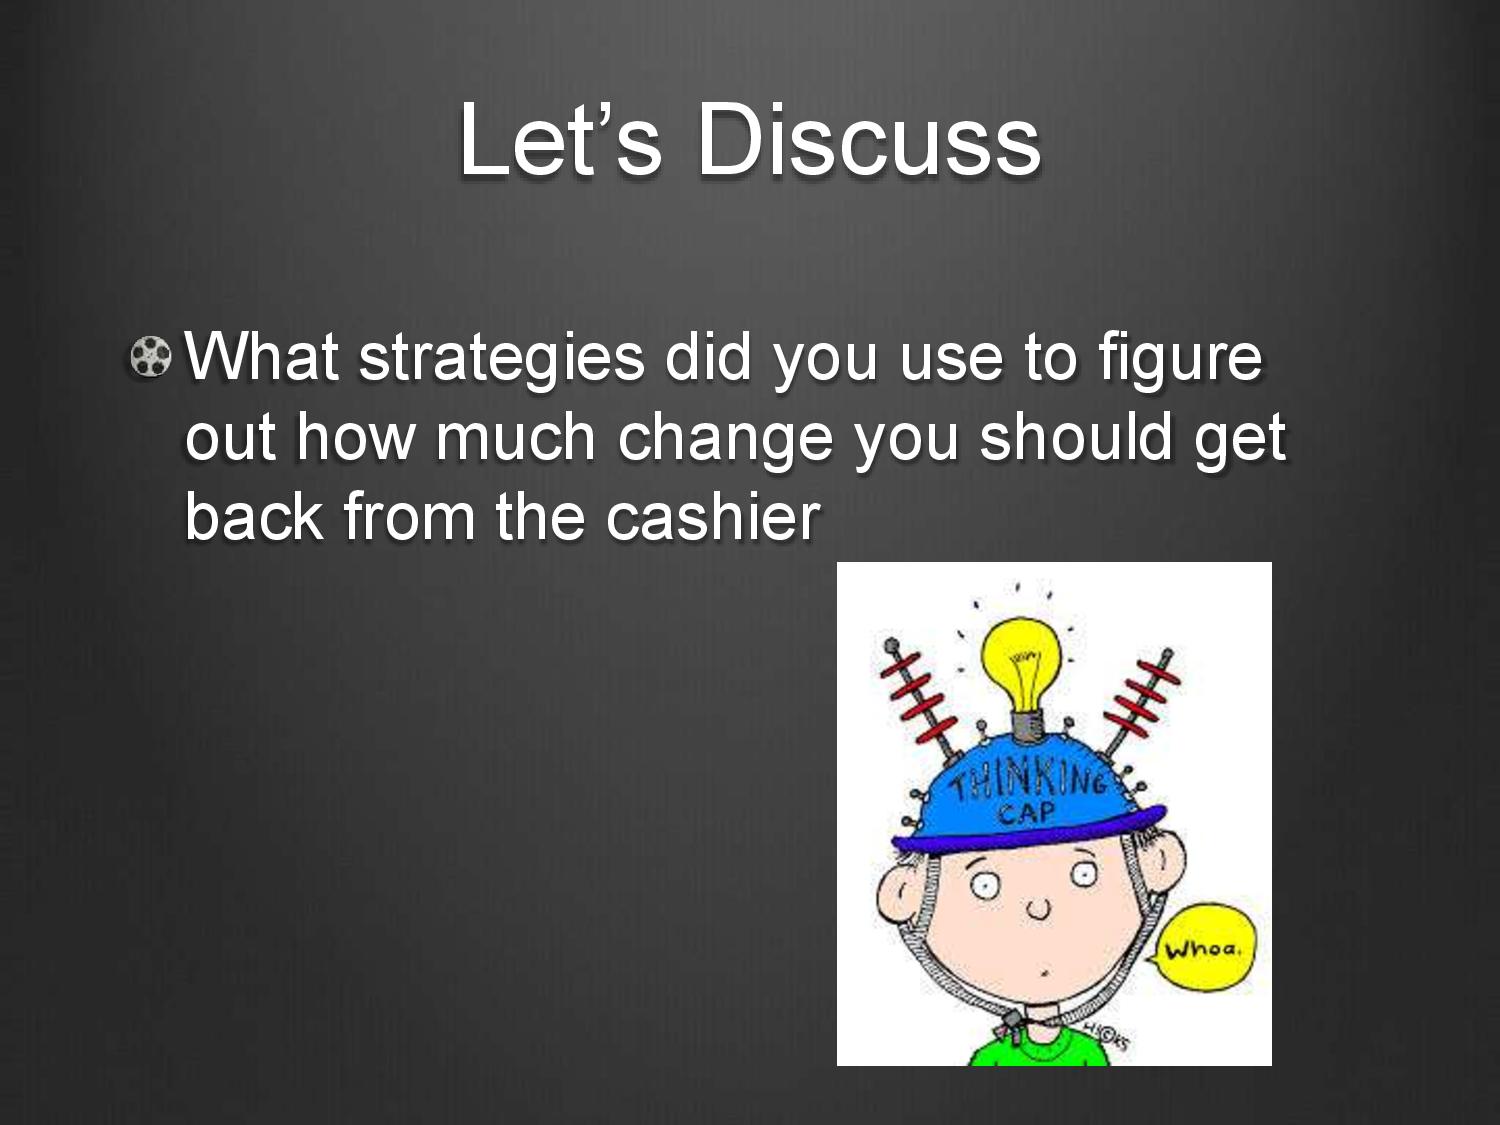 Let's Discuss
What strategies did you use to figure
out how much change you should get
back from the cashier
THINKING
CAP
Whoa.
HICKS